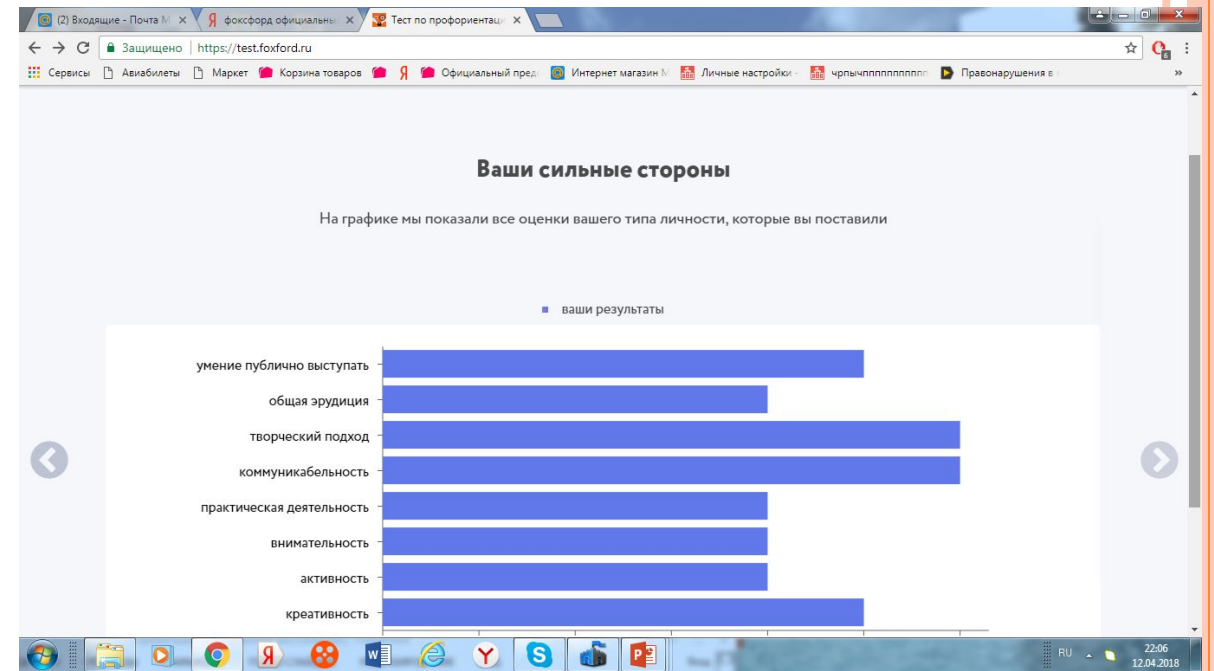 (2) Входящие - Почта M
фоксфорд официальны
Тест по профориентаци
Защищено
https://test.foxford.ru
Сервисы
Авиабилеты
Маркет
Корзина товаров
Я
Официальный пред
Интернет магазин М
Личные настройки -
чрпычппппппппппп
Правонарушения в
»
Ваши сильные стороны
На графике мы показали все оценки вашего типа личности, которые вы поставили
ваши результаты
умение публично выступать
общая эрудиция
творческий подход
коммуникабельность
практическая деятельность
внимательность
активность
креативность
RU
22:06
12.04.2018